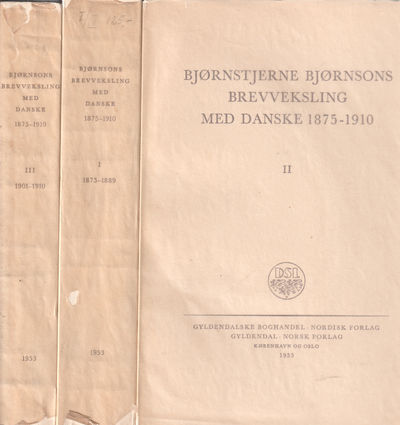 BJØRNSONS
BREVVEKSLING
MED
DANSKE
1875-1910
III
1901-1910
1953
I/I 125,-
BJØRNSONS
BREVVEKSLING
MED
DANSKE
1875-1910
I
1875-1889
1953
BJØRNSTJERNE BJØRNSONS
BREVVEKSLING
MED DANSKE 1875-1910
II
DSL
GYLDENDALSKE BOGHANDEL · NORDISK FORLAG
GYLDENDAL · NORSK FORLAG
KØBENHAVN OG OSLO
1953